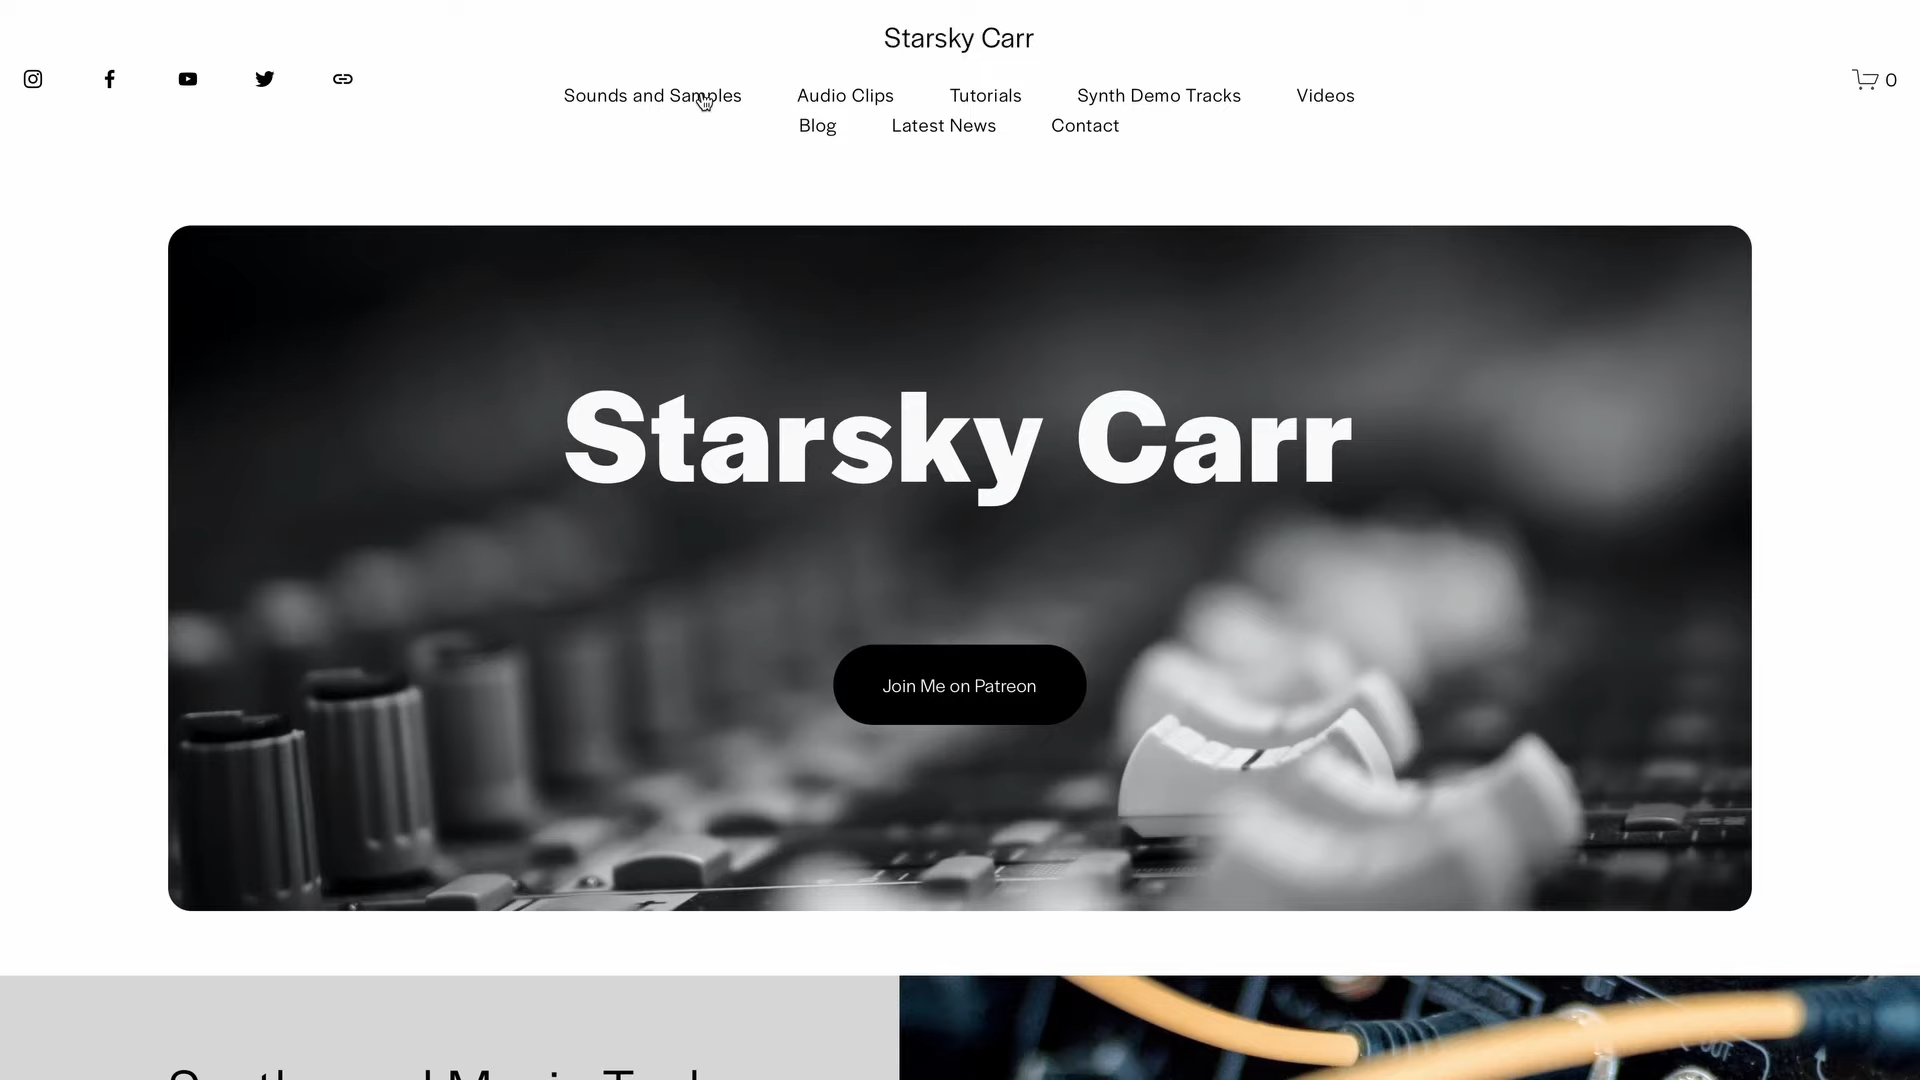 Starsky Carr
Sounds and Samples Audio Clips Tutorials Synth Demo Tracks Videos
Blog Latest News Contact
0
Starsky Carr
Join Me on Patreon
OUT